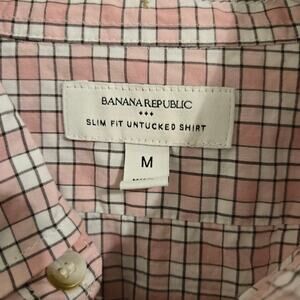 BANANA REPUBLIC
SLIM FIT UNTUCKED SHIRT
M